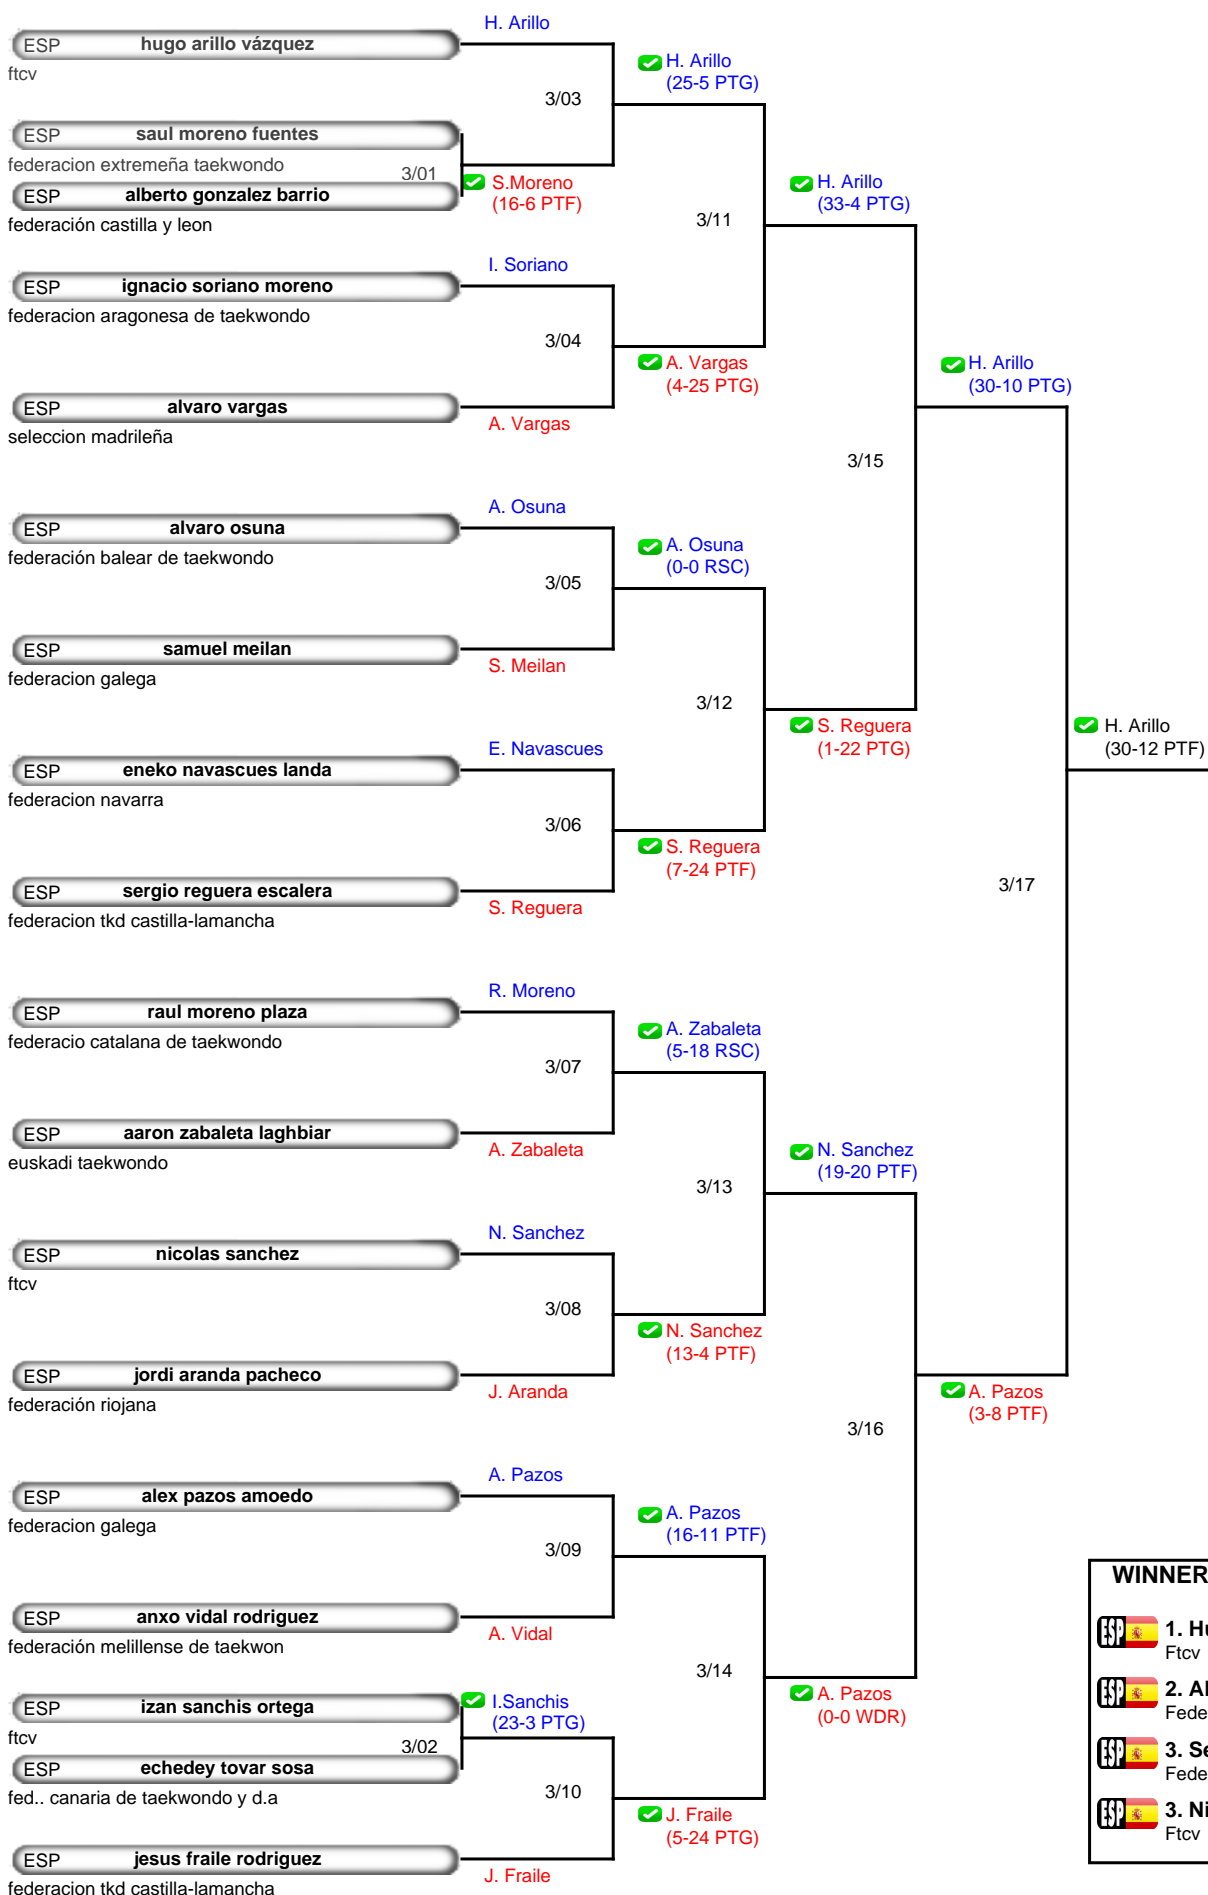 H. Arillo
ESP hugo arillo vázquez
ftcv
H. Arillo
(25-5 PTG)
3/03
ESP saul moreno fuentes
federacion extremeña taekwondo
3/01
S.Moreno
(16-6 PTF)
ESP alberto gonzalez barrio
federación castilla y leon
H. Arillo
(33-4 PTG)
3/11
I. Soriano
ESP ignacio soriano moreno
federacion aragonesa de taekwondo
3/04
A. Vargas
(4-25 PTG)
H. Arillo
(30-10 PTG)
ESP alvaro vargas
seleccion madrileña
A. Vargas
3/15
A. Osuna
ESP alvaro osuna
federación balear de taekwondo
A. Osuna
(0-0 RSC)
3/05
ESP samuel meilan
federacion galega
S. Meilan
3/12
S. Reguera
(1-22 PTG)
H. Arillo
(30-12 PTF)
E. Navascues
ESP eneko navascues landa
federacion navarra
3/06
S. Reguera
(7-24 PTF)
ESP sergio reguera escalera
federacion tkd castilla-lamancha
S. Reguera
3/17
R. Moreno
ESP raul moreno plaza
federacio catalana de taekwondo
A. Zabaleta
(5-18 RSC)
3/07
ESP aaron zabaleta laghbiar
euskadi taekwondo
A. Zabaleta
N. Sanchez
(19-20 PTF)
3/13
N. Sanchez
ESP nicolas sanchez
ftcv
3/08
N. Sanchez
(13-4 PTF)
ESP jordi aranda pacheco
federación riojana
J. Aranda
A. Pazos
(3-8 PTF)
3/16
A. Pazos
ESP alex pazos amoedo
federacion galega
A. Pazos
(16-11 PTF)
3/09
ESP anxo vidal rodriguez
federación melillense de taekwon
A. Vidal
3/14
A. Pazos
(0-0 WDR)
ESP izan sanchis ortega
ftcv
3/02
I.Sanchis
(23-3 PTG)
ESP echedey tovar sosa
fed.. canaria de taekwondo y d.a
3/10
J. Fraile
(5-24 PTG)
ESP jesus fraile rodriguez
federacion tkd castilla-lamancha
J. Fraile
WINNER
ESP 1. Hu
Ftcv
ESP 2. Al
Fede
ESP 3. Se
Fede
ESP 3. Ni
Ftcv